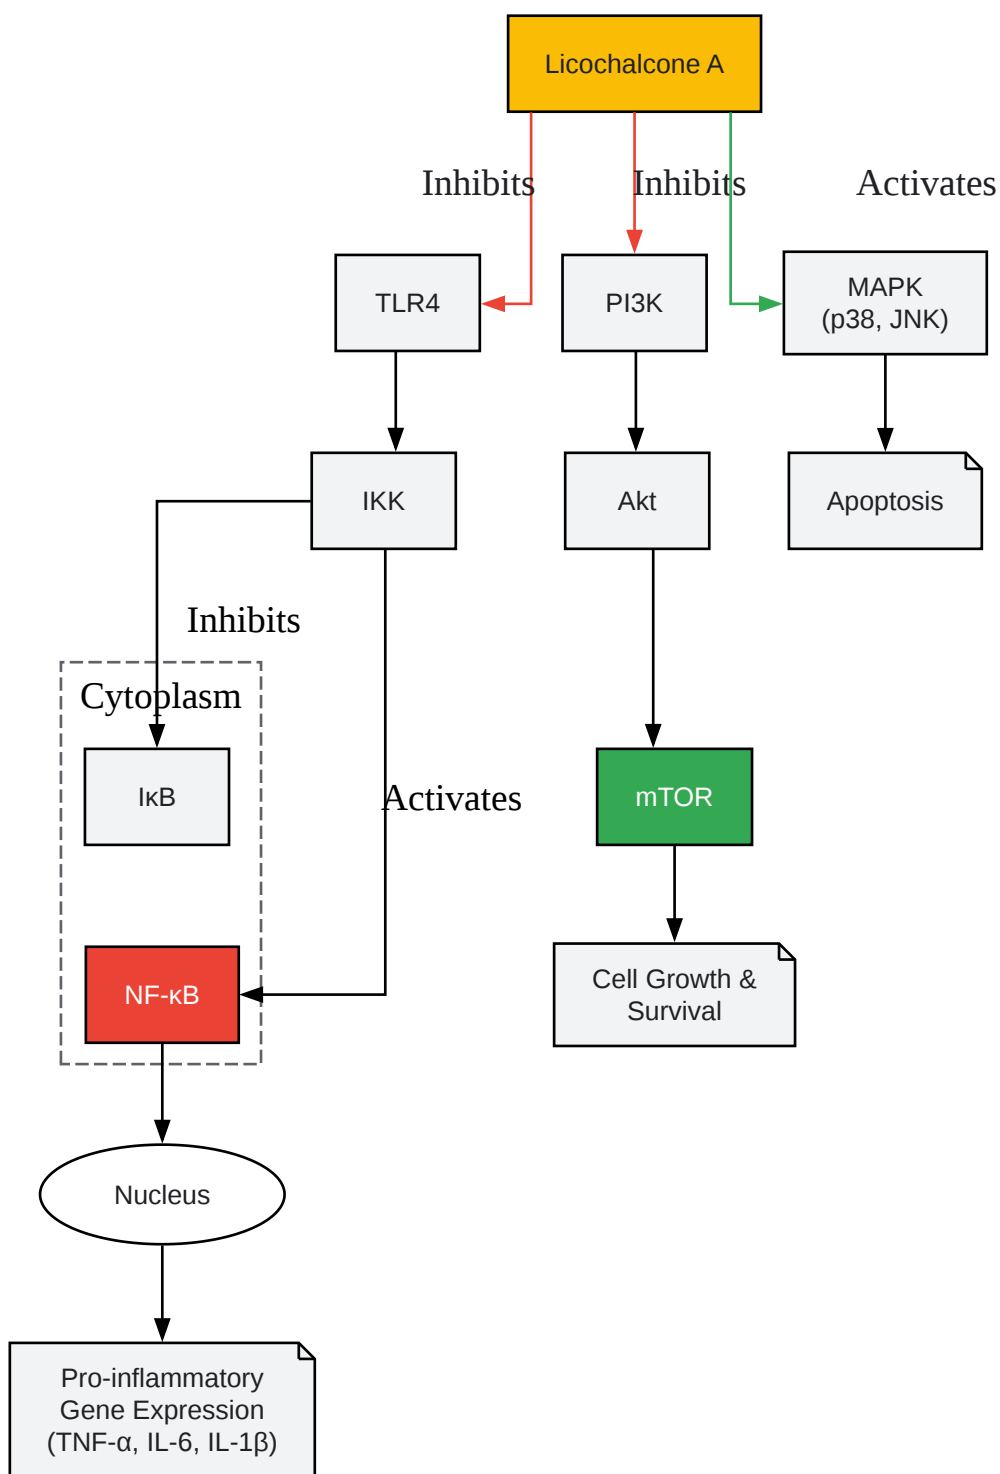 Licochalcone A
Inhibits
Inhibits
Activates
TLR4
PI3K
MAPK
(p38, JNK)
IKK
Akt
Apoptosis
Inhibits
Cytoplasm
IκB
Activates
mTOR
NF-κB
Cell Growth &
Survival
Nucleus
Pro-inflammatory
Gene Expression
(TNF-α, IL-6, IL-1β)